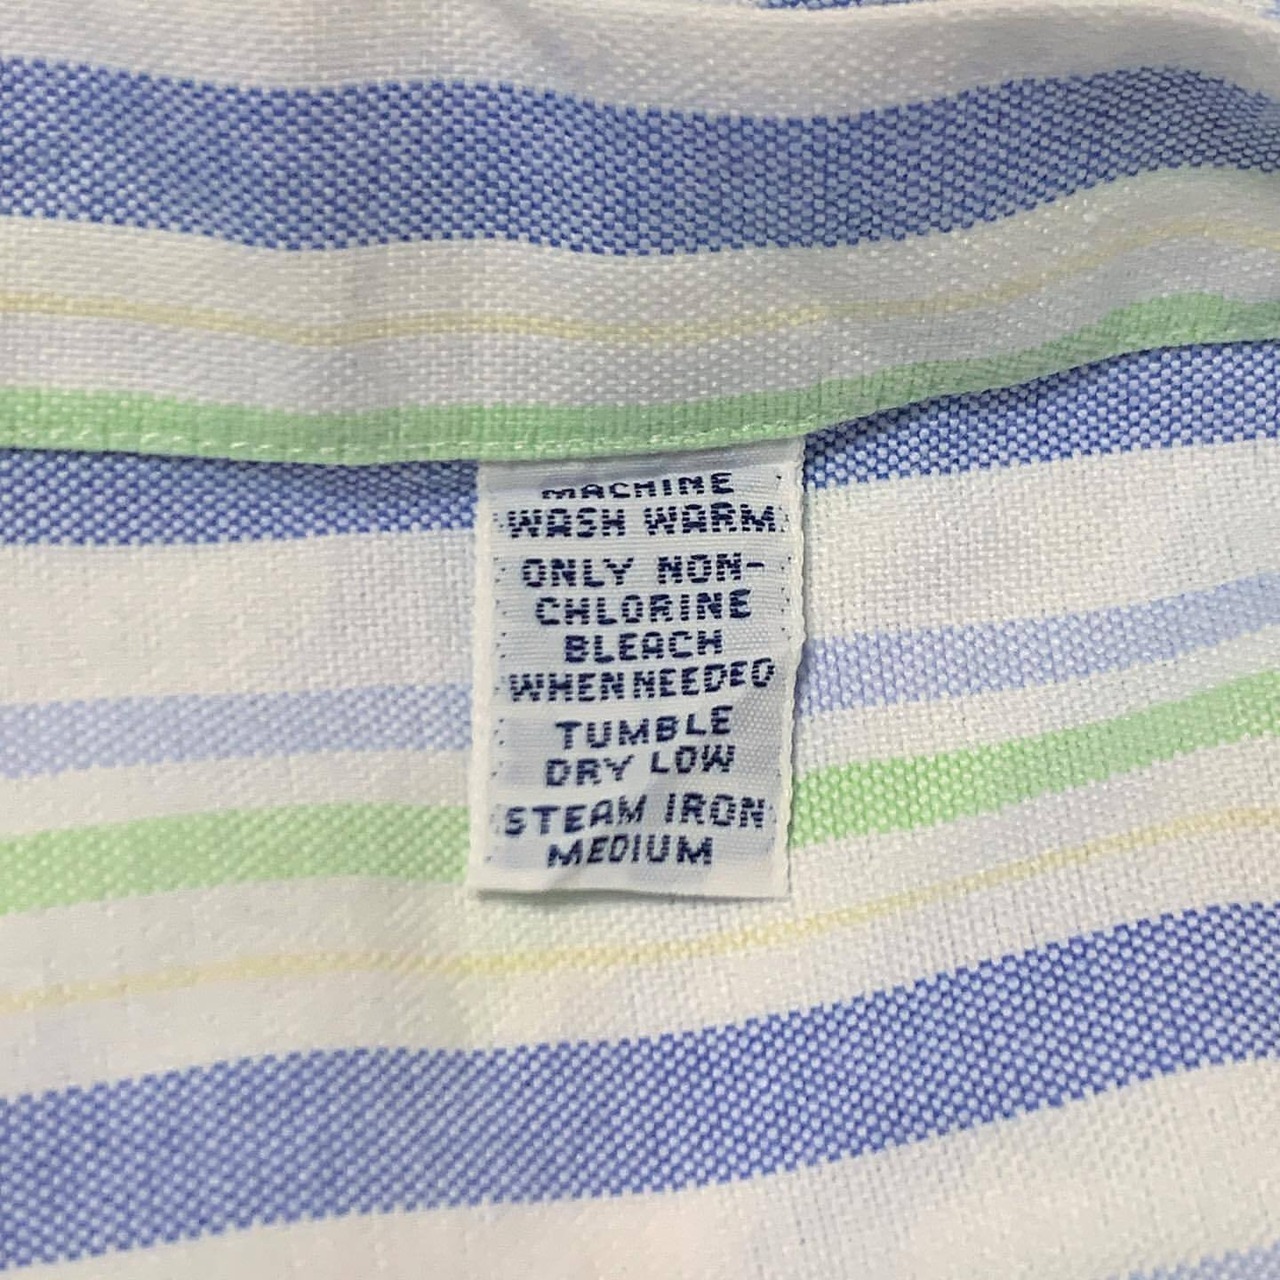 MACHINE
WASH WARM
ONLY NON-
CHLORINE
BLEACH
WHEN NEEDED
TUMBLE
DRY LOW
STEAM IRON
MEDIUM